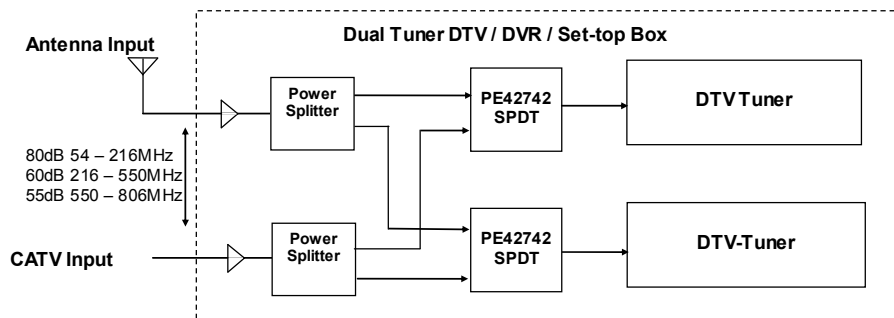 Dual Tuner DTV / DVR / Set-top Box
Antenna Input
Power
Splitter
PE42742
SPDT
DTV Tuner
80dB 54 – 216MHz
60dB 216 – 550MHz
55dB 550 – 806MHz
CATV Input
Power
Splitter
PE42742
SPDT
DTV-Tuner